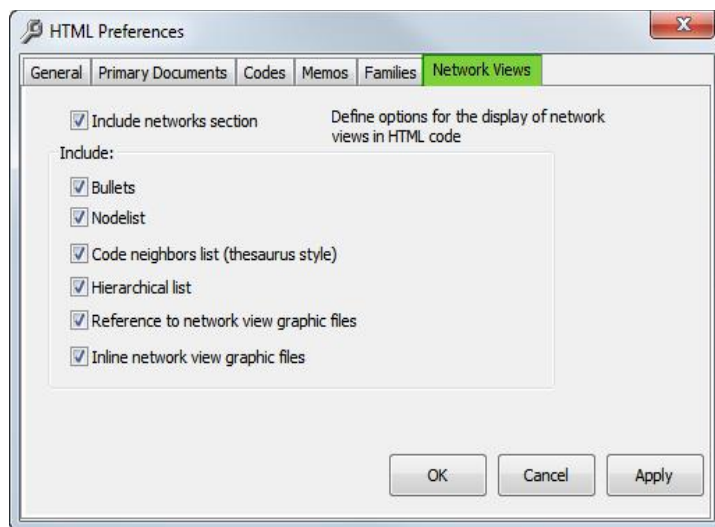 HTML Preferences
General Primary Documents Codes Memos Families Network Views
Include networks section
Define options for the display of network
views in HTML code
Include:
Bullets
Nodelist
Code neighbors list (thesaurus style)
Hierarchical list
Reference to network view graphic files
Inline network view graphic files
OK Cancel Apply